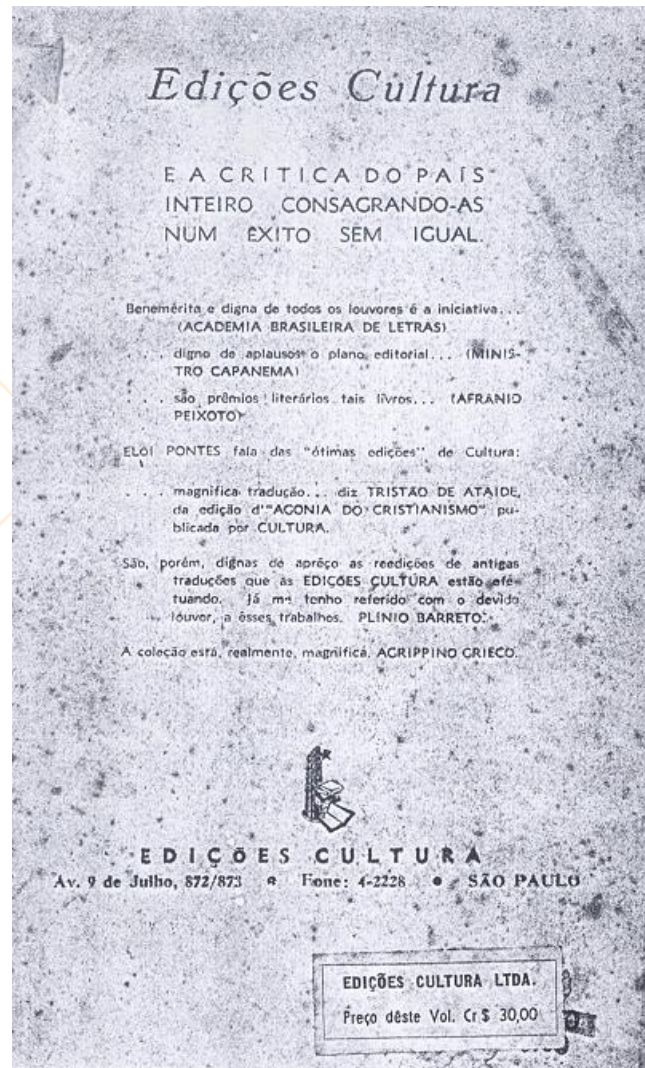 Edições Cultura
E A CRITICA DO PAÍS
INTEIRO CONSAGRANDO-AS
NUM EXITO SEM IGUAL.
Benemérita e digna de todos os louvores é a iniciativa...
(ACADEMIA BRASILEIRA DE LETRAS)
. . . digno de aplausos o plano editorial... (MINIS-
TRO CAPANEMA)
. . . são prêmios literários tais livros... (AFRANIO
PEIXOTO)
ELOI PONTES fala das "ótimas edições" de Cultura:
. . . magnifica tradução... diz TRISTÃO DE ATAIDE,
da edição d'"AGONIA DO CRISTIANISMO" pu-
blicada por CULTURA.
São, porém, dignas de aprêço as reedições de antigas
traduções que as EDIÇÕES CULTURA estão efe-
tuando. Já me tenho referido com o devido
louvor, a êsses trabalhos. PLINIO BARRETO.
A coleção está, realmente, magnifica. AGRIPPINO GRIECO.
EDIÇÕES CULTURA
Av. 9 de Julho, 872/873 • Fone: 4-2228 • SÃO PAULO
EDIÇÕES CULTURA LTDA.
Preço dêste Vol. Cr$ 30,00